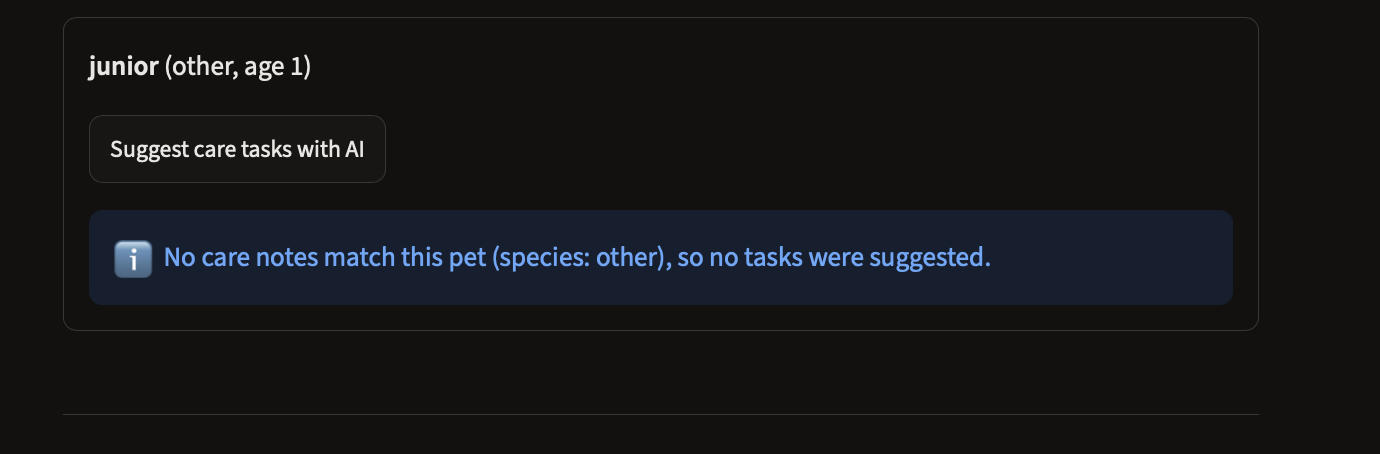 junior (other, age 1)
Suggest care tasks with AI
ℹ️ No care notes match this pet (species: other), so no tasks were suggested.